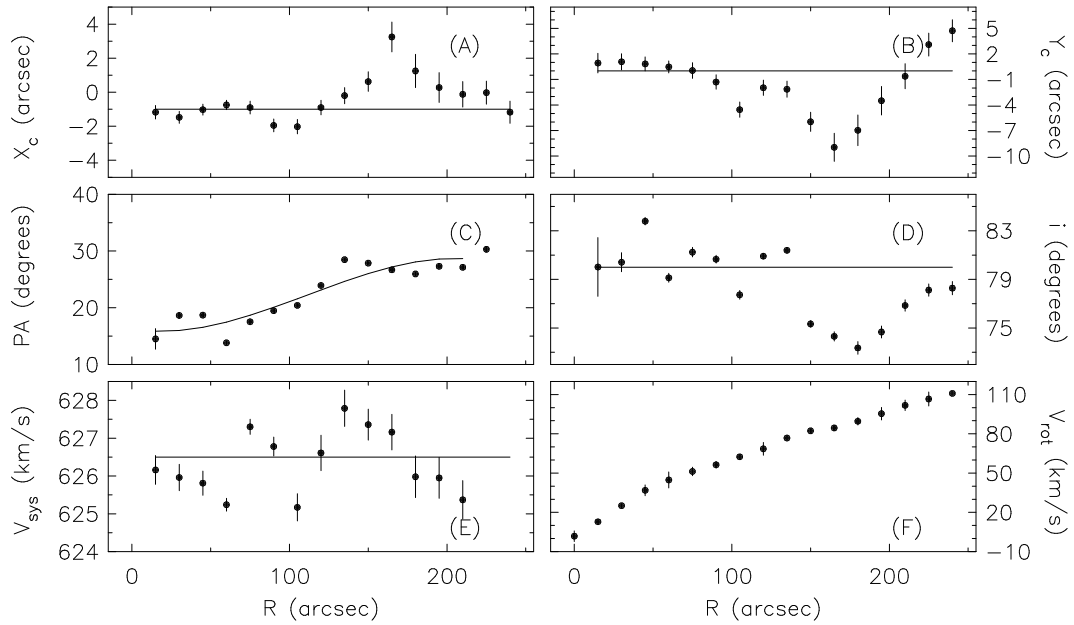 4
2
0
−2
−4
X_c (arcsec)
(A)
5
2
−1
−4
−7
−10
Y_c (arcsec)
(B)
40
30
20
10
PA (degrees)
(C)
83
79
75
i (degrees)
(D)
628
627
626
625
624
V_sys (km/s)
(E)
110
80
50
20
−10
V_rot (km/s)
(F)
0 100 200
R (arcsec)
0 100 200
R (arcsec)